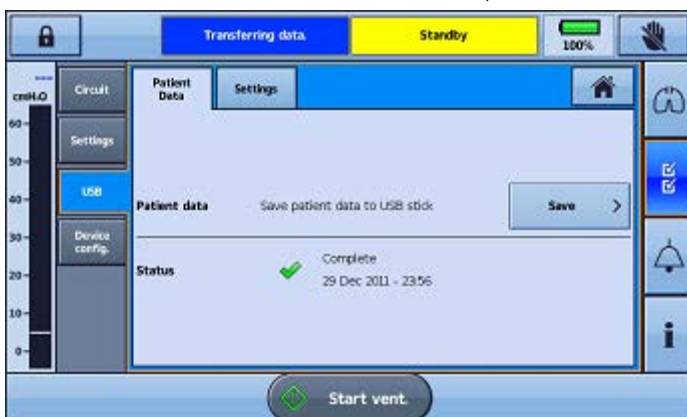 Transferring data.
Standby
100%
---
cmH2O
60
50
40
30
20
10
0
Circuit
Settings
USB
Device
config.
Patient
Data
Settings
Patient data
Save patient data to USB stick
Save >
Status
Complete
29 Dec 2011 - 23:56
i
Start vent.